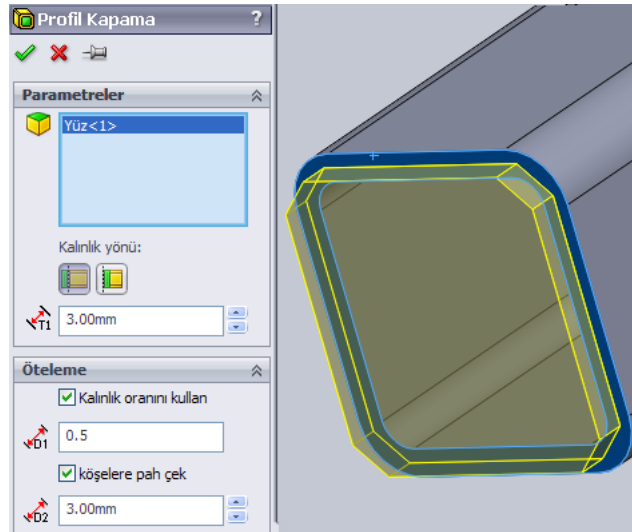 Profil Kapama ?
Parametreler
Yüz<1>
Kalınlık yönü:
T1 3.00mm
Öteleme
Kalınlık oranını kullan
D1 0.5
köşelere pah çek
D2 3.00mm